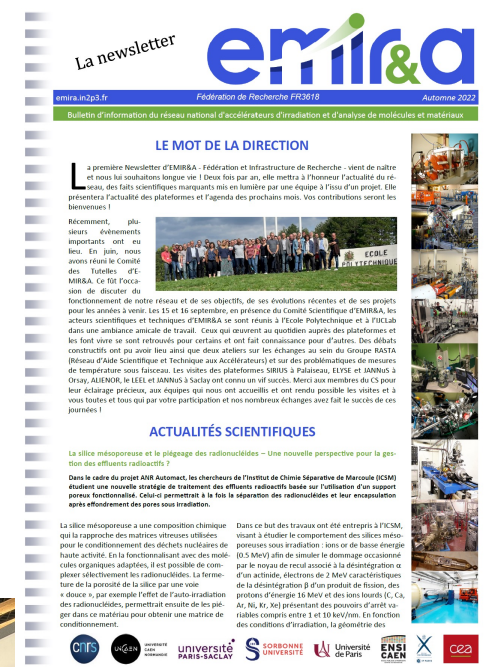 La newsletter
emir&a
emira.in2p3.fr Fédération de Recherche FR3618 Automne 2022
Bulletin d'information du réseau national d'accélérateurs d'irradiation et d'analyse de molécules et matériaux
LE MOT DE LA DIRECTION
La première Newsletter d'EMIR&A - Fédération et Infrastructure de Recherche - vient de naître
et nous lui souhaitons longue vie ! Deux fois par an, elle mettra à l'honneur l'actualité du ré-
seau, des faits scientifiques marquants mis en lumière par une équipe à l'issu d'un projet. Elle
présentera l'actualité des plateformes et l'agenda des prochains mois. Vos contributions seront les
bienvenues !
Récemment, plu-
sieurs évènements
importants ont eu
lieu. En juin, nous
avons réuni le Comité
des Tutelles d'E-
MIR&A. Ce fût l'occa-
sion de discuter du
ECOLE
POLYTECHNIQUE
fonctionnement de notre réseau et de ses objectifs, de ses évolutions récentes et de ses projets
pour les années à venir. Les 15 et 16 septembre, en présence du Comité Scientifique d'EMIR&A, les
acteurs scientifiques et techniques d'EMIR&A se sont réunis à l'Ecole Polytechnique et à l'IJCLab
dans une ambiance amicale de travail. Ceux qui œuvrent au quotidien auprès des plateformes et
les font vivre se sont retrouvés pour certains et ont fait connaissance pour d'autres. Des débats
constructifs ont pu avoir lieu ainsi que deux ateliers sur les échanges au sein du Groupe RASTA
(Réseau d'Aide Scientifique et Technique aux Accélérateurs) et sur des problématiques de mesures
de température sous faisceau. Les visites des plateformes SIRIUS à Palaiseau, ELYSE et JANNuS à
Orsay, ALIENOR, le LEEL et JANNuS à Saclay ont connu un vif succès. Merci aux membres du CS pour
leur éclairage précieux, aux équipes qui nous ont accueillis et ont rendu possible les visites et à
vous toutes et tous qui par votre participation et nos nombreux échanges avez fait le succès de ces
journées !
ACTUALITÉS SCIENTIFIQUES
La silice mésoporeuse et le piégeage des radionucléides – Une nouvelle perspective pour la ges-
tion des effluents radioactifs ?
Dans le cadre du projet ANR Automact, les chercheurs de l'Institut de Chimie Séparative de Marcoule (ICSM)
étudient une nouvelle stratégie de traitement des effluents radioactifs basée sur l'utilisation d'un support
poreux fonctionnalisé. Celui-ci permettrait à la fois la séparation des radionucléides et leur encapsulation
après effondrement des pores sous irradiation.
La silice mésoporeuse a une composition chimique
qui la rapproche des matrices vitreuses utilisées
pour le conditionnement des déchets nucléaires de
haute activité. En la fonctionnalisant avec des molé-
cules organiques adaptées, il est possible de com-
plexer sélectivement les radionucléides. La ferme-
ture de la porosité de la silice par une voie
« douce », par exemple l'effet de l'auto-irradiation
des radionucléides, permettrait ensuite de les pié-
ger dans ce matériau pour obtenir une matrice de
conditionnement.
Dans ce but des travaux ont été entrepris à l'ICSM,
visant à étudier le comportement des silices méso-
poreuses sous irradiation : ions or de basse énergie
(0.5 MeV) afin de simuler le dommage occasionné
par le noyau de recul associé à la désintégration α
d'un actinide, électrons de 2 MeV caractéristiques
de la désintégration β d'un produit de fission, des
protons d'énergie 16 MeV et des ions lourds (C, Ca,
Ar, Ni, Kr, Xe) présentant des pouvoirs d'arrêt va-
riables compris entre 1 et 10 keV/nm. En fonction
des conditions d'irradiation, la géométrie des
cnrs
UNICAEN
UNIVERSITÉ
CAEN
NORMANDIE
université
PARIS-SACLAY
SORBONNE
UNIVERSITÉ
Université
de Paris
ENSI
CAEN
cea